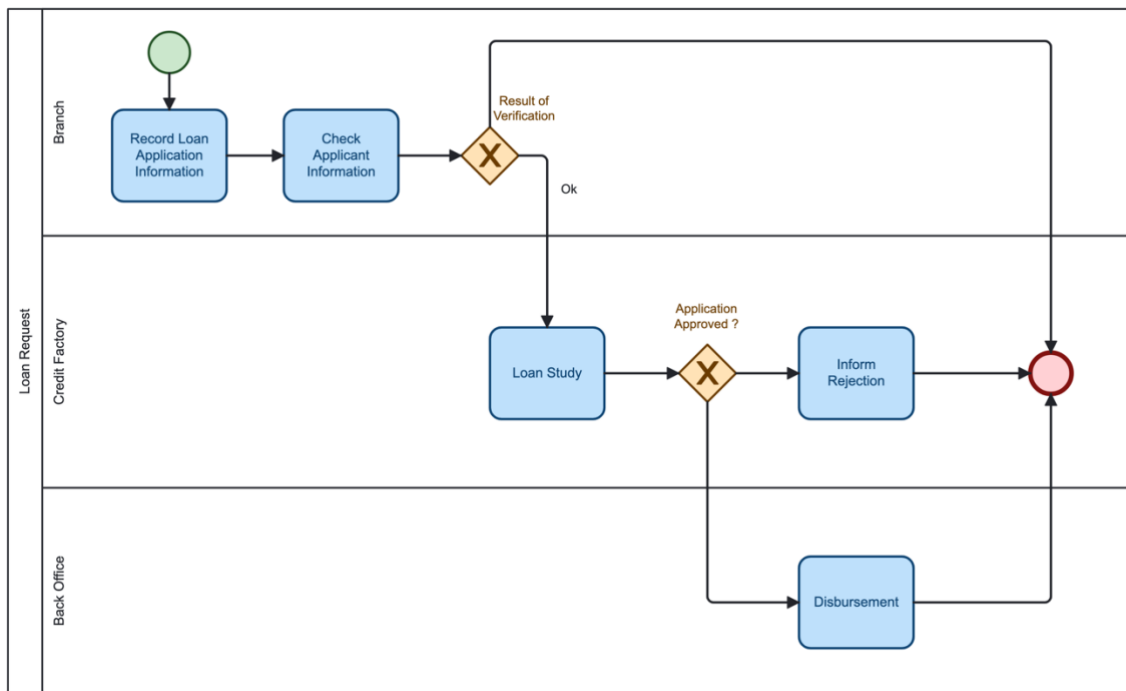 Loan Request
Branch
Record Loan
Application
Information
Check
Applicant
Information
Result of
Verification
X
Ok
Credit Factory
Loan Study
Application
Approved ?
X
Inform
Rejection
Back Office
Disbursement